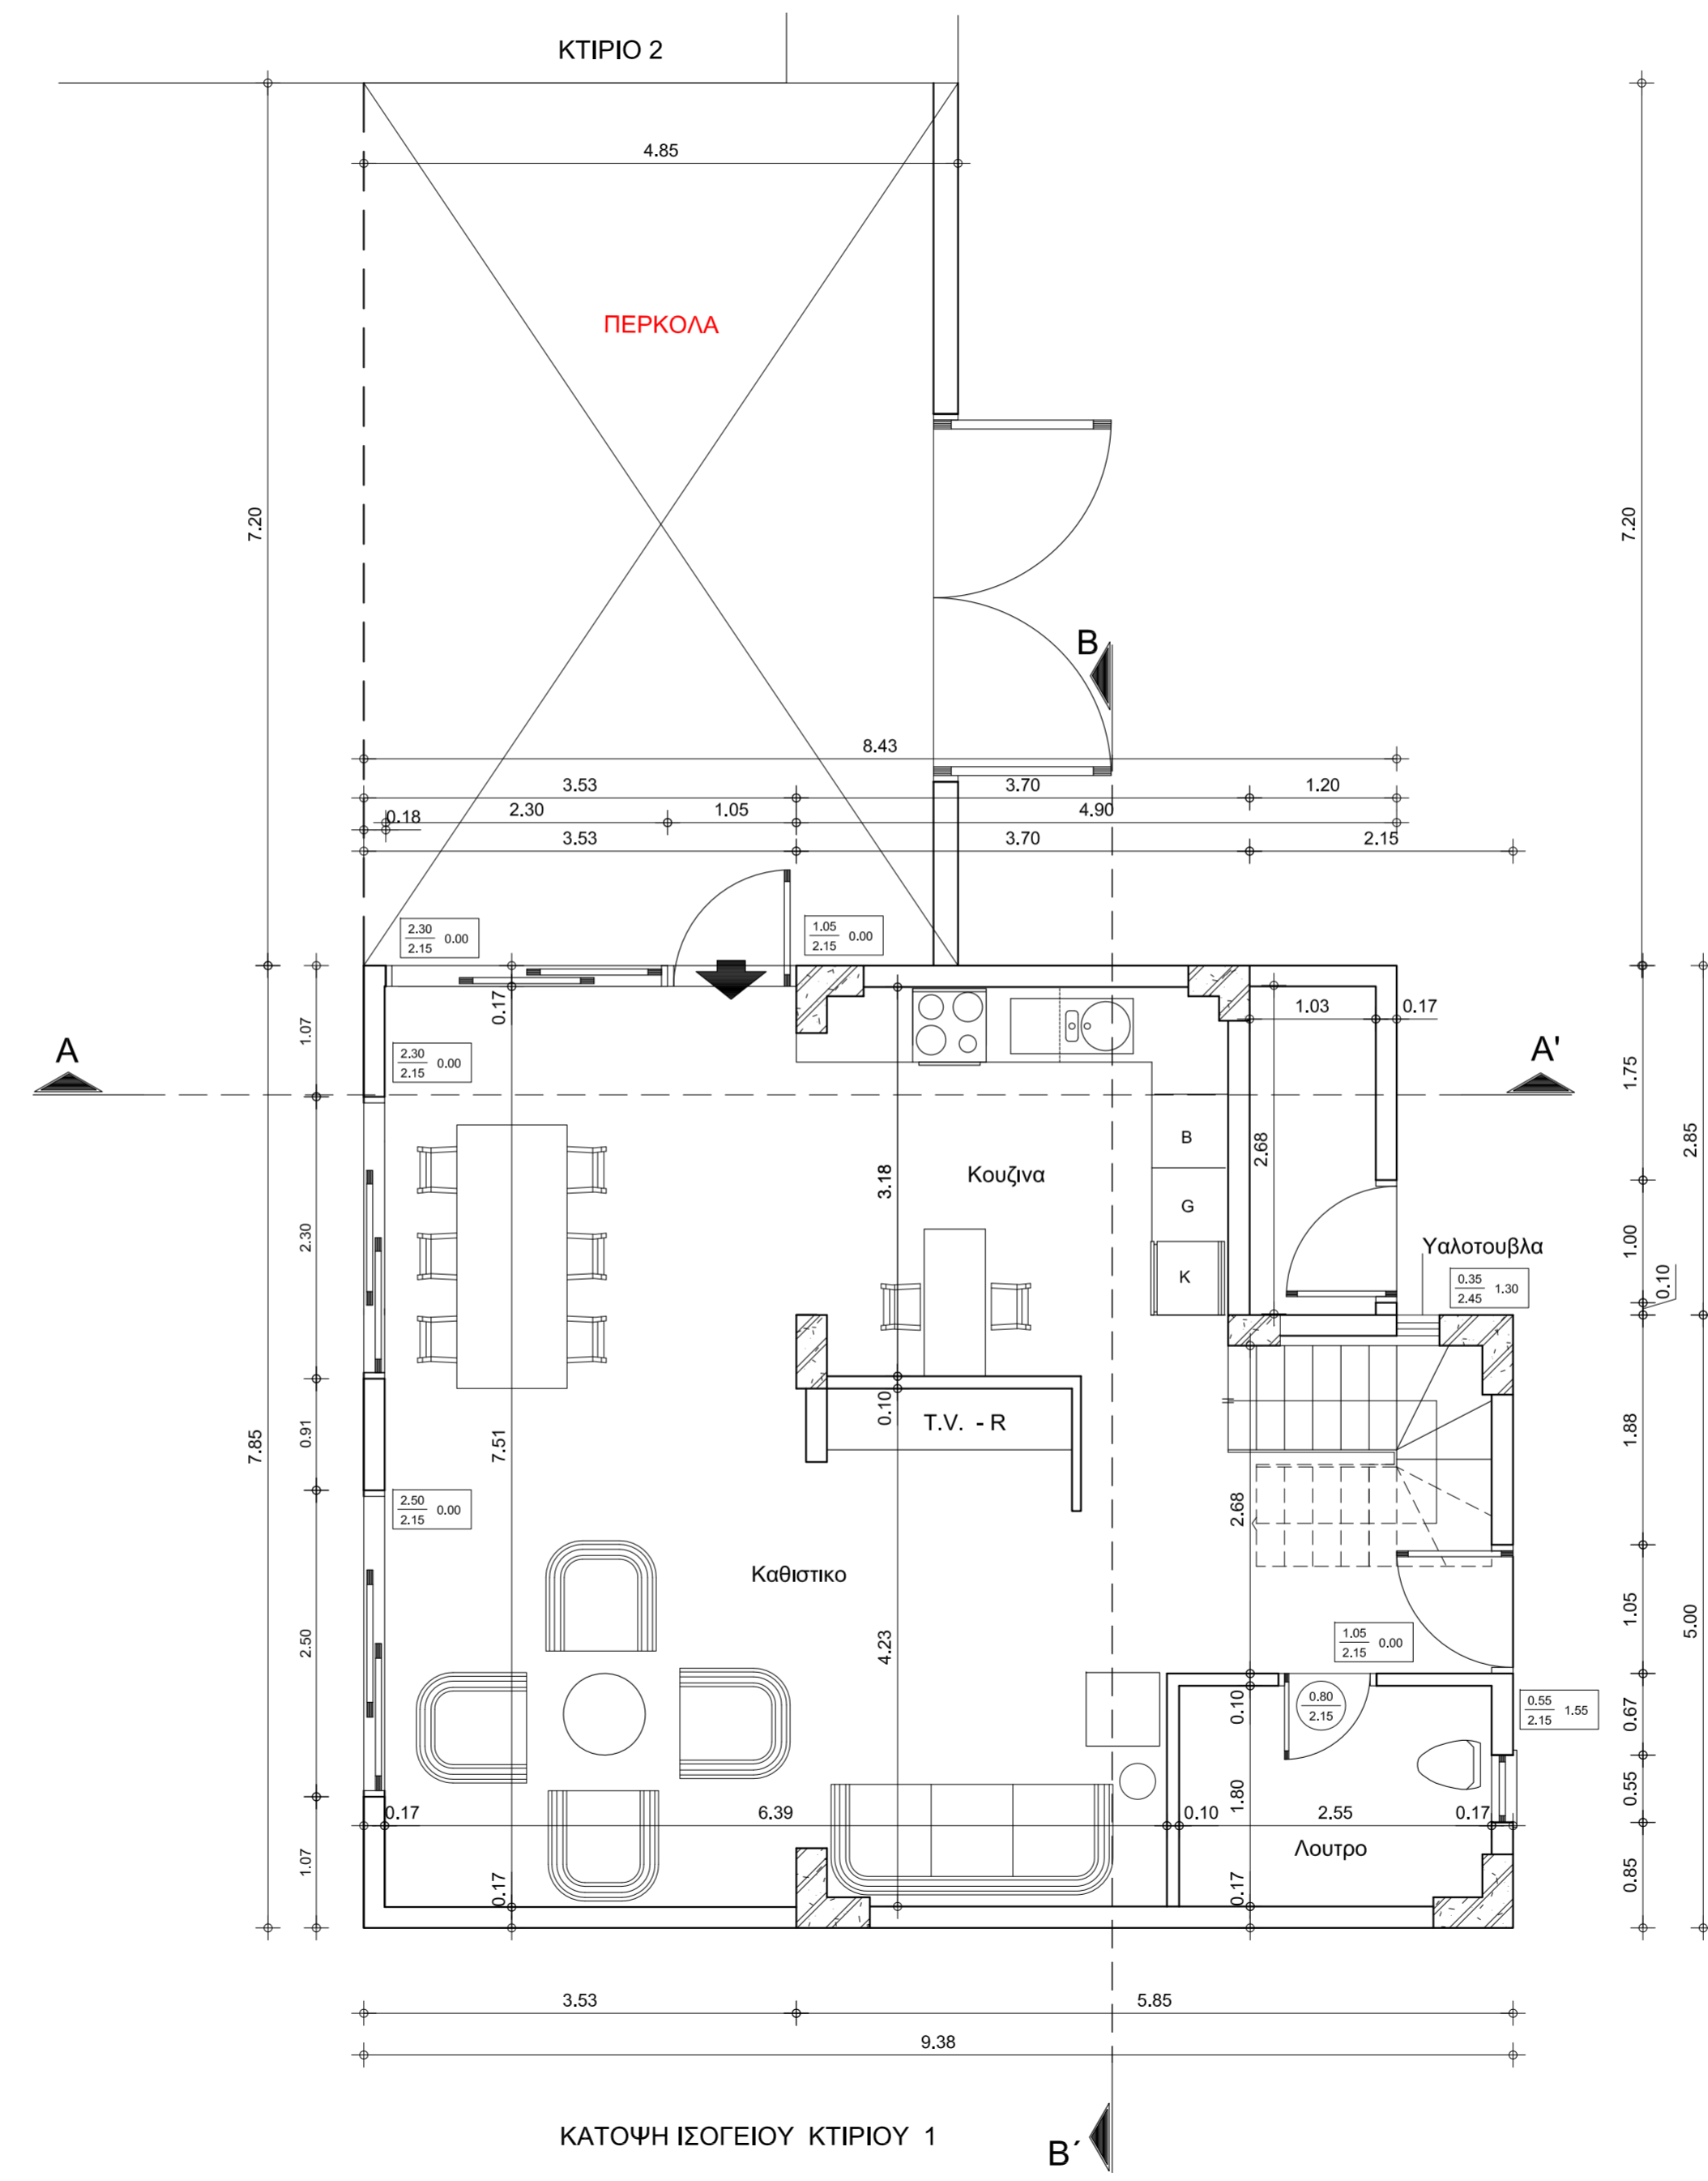 ΚΤΙΡΙΟ 2
4.85
ΠΕΡΚΟΛΑ
7.20
7.20
B
8.43
3.53 3.70 1.20
0.18 2.30 1.05 4.90
3.53 3.70 2.15
2.30 0.00
2.15
1.05 0.00
2.15
0.17
1.03 0.17
1.07
A
A'
2.30 0.00
2.15
1.75
2.85
B
2.68
Κουζινα
3.18
G
2.30
1.00
Υαλοτουβλα
K
0.35 1.30
2.45
0.10
0.10
T.V. - R
0.91
7.85
7.51
1.88
2.50 0.00
2.15
2.68
Καθιστικο
2.50
4.23
1.05
5.00
1.05 0.00
2.15
0.10
0.80
2.15
0.55 1.55
2.15
0.67
1.80
0.55
0.17 6.39 0.10 2.55 0.17
Λουτρο
1.07
0.17
0.17
0.85
3.53 5.85
9.38
ΚΑΤΟΨΗ ΙΣΟΓΕΙΟΥ ΚΤΙΡΙΟΥ 1
B´